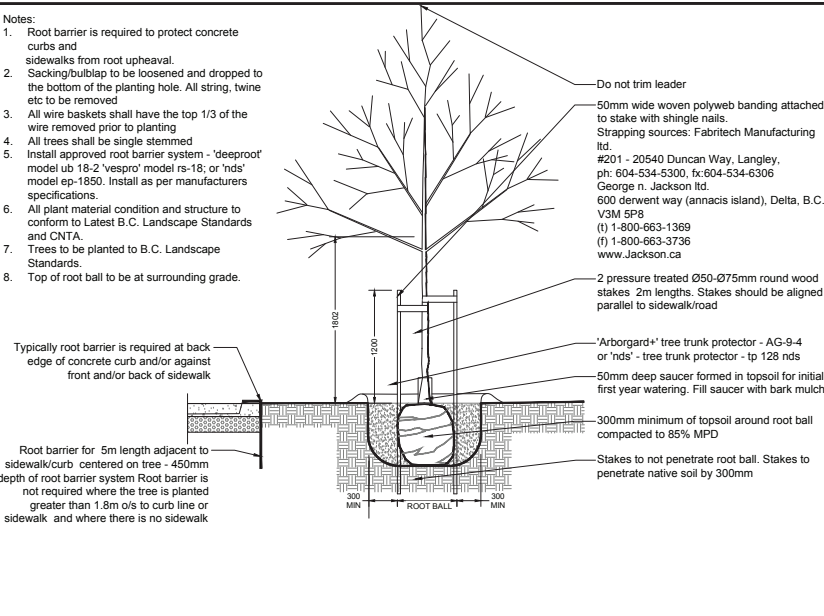 Notes:
1. Root barrier is required to protect concrete
curbs and
sidewalks from root upheaval.
2. Sacking/bulblap to be loosened and dropped to
the bottom of the planting hole. All string, twine
etc to be removed
3. All wire baskets shall have the top 1/3 of the
wire removed prior to planting
4. All trees shall be single stemmed
5. Install approved root barrier system - 'deeproot'
model ub 18-2 'vespro' model rs-18; or 'nds'
model ep-1850. Install as per manufacturers
specifications.
6. All plant material condition and structure to
conform to Latest B.C. Landscape Standards
and CNTA.
7. Trees to be planted to B.C. Landscape
Standards.
8. Top of root ball to be at surrounding grade.
Typically root barrier is required at back
edge of concrete curb and/or against
front and/or back of sidewalk
Root barrier for 5m length adjacent to
sidewalk/curb centered on tree - 450mm
depth of root barrier system Root barrier is
not required where the tree is planted
greater than 1.8m o/s to curb line or
sidewalk and where there is no sidewalk
1802
1200
300
MIN
ROOT BALL
300
MIN
Do not trim leader
50mm wide woven polyweb banding attached
to stake with shingle nails.
Strapping sources: Fabritech Manufacturing
ltd.
#201 - 20540 Duncan Way, Langley,
ph: 604-534-5300, fx:604-534-6306
George n. Jackson ltd.
600 derwent way (annacis island), Delta, B.C.
V3M 5P8
(t) 1-800-663-1369
(f) 1-800-663-3736
www.Jackson.ca
2 pressure treated Ø50-Ø75mm round wood
stakes 2m lengths. Stakes should be aligned
parallel to sidewalk/road
'Arborgard+' tree trunk protector - AG-9-4
or 'nds' - tree trunk protector - tp 128 nds
50mm deep saucer formed in topsoil for initial
first year watering. Fill saucer with bark mulch
300mm minimum of topsoil around root ball
compacted to 85% MPD
Stakes to not penetrate root ball. Stakes to
penetrate native soil by 300mm